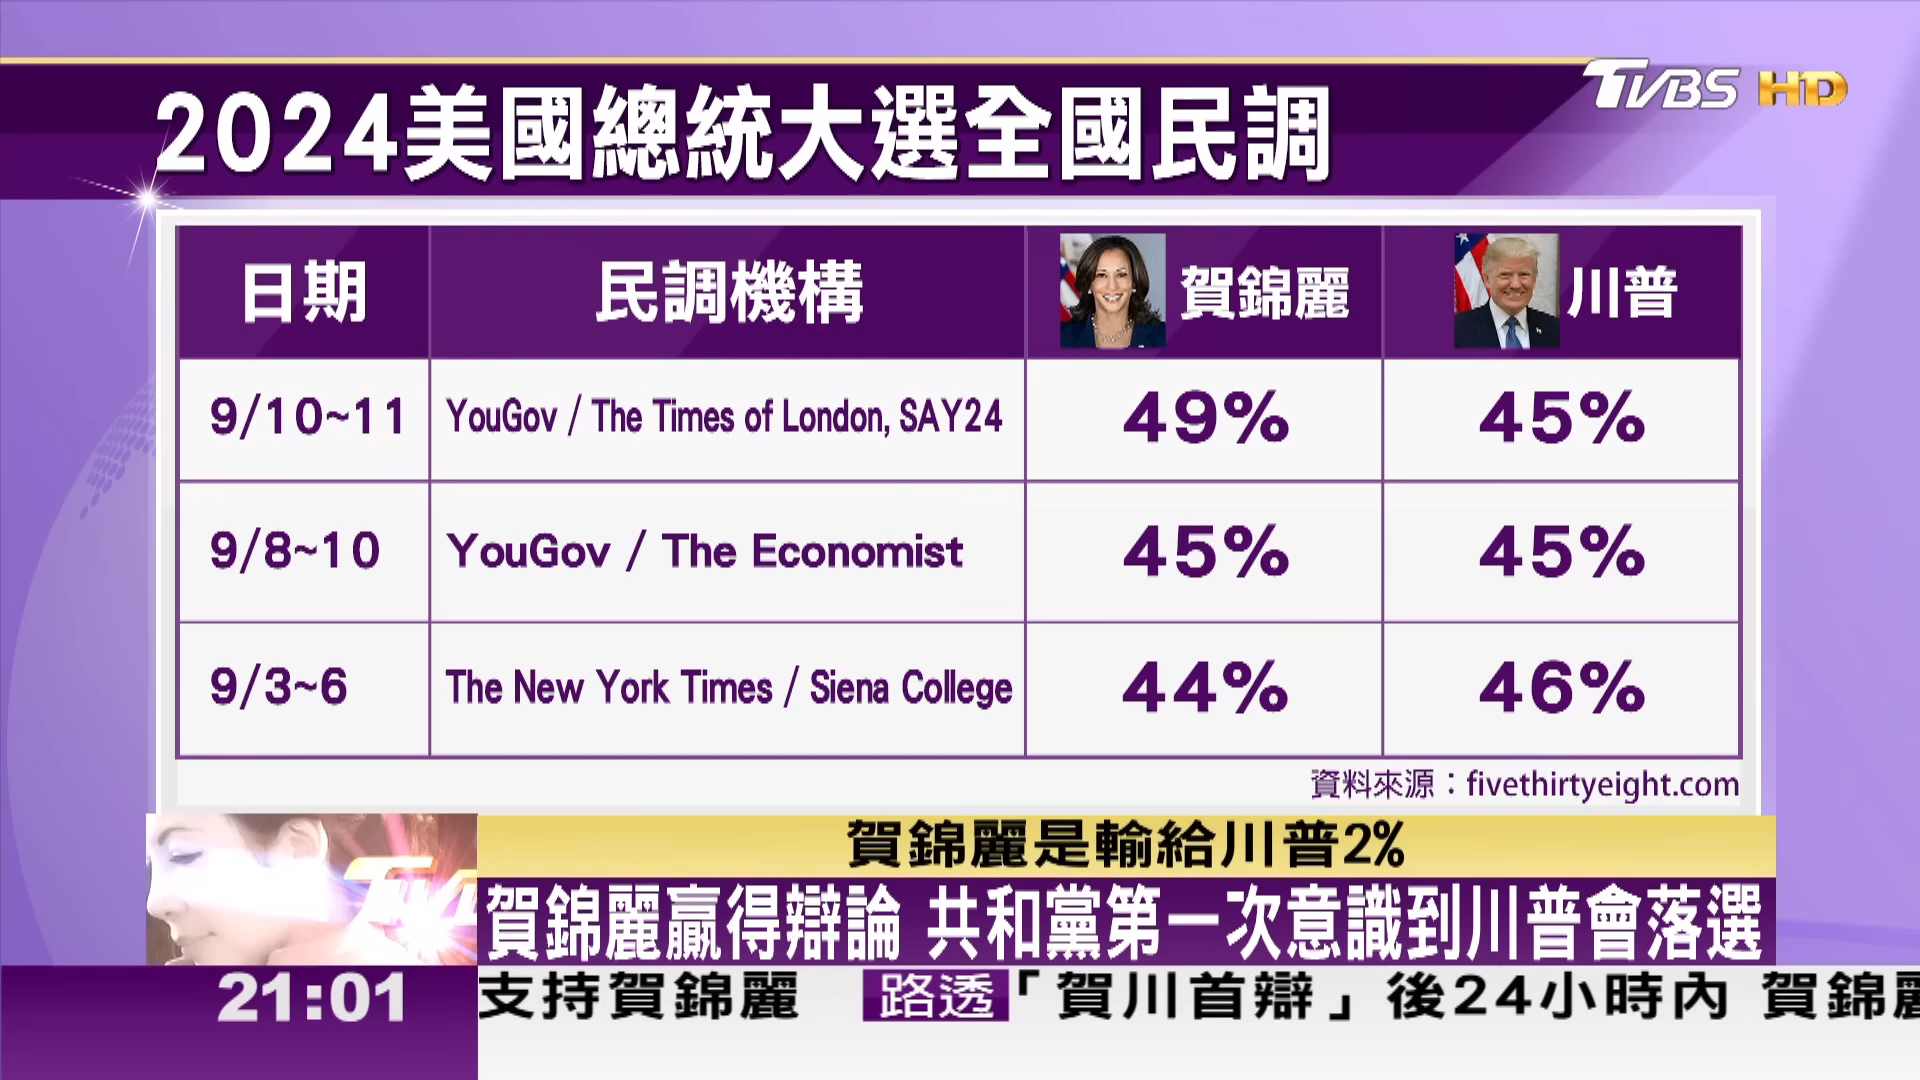 TVBS HD
2024美國總統大選全國民調
日期 民調機構 賀錦麗 川普
9/10~11 YouGov / The Times of London, SAY24 49% 45%
9/8~10 YouGov / The Economist 45% 45%
9/3~6 The New York Times / Siena College 44% 46%
資料來源：fivethirtyeight.com
賀錦麗是輸給川普2%
賀錦麗贏得辯論 共和黨第一次意識到川普會落選
21:01
支持賀錦麗 路透「賀川首辯」後24小時內 賀錦麗